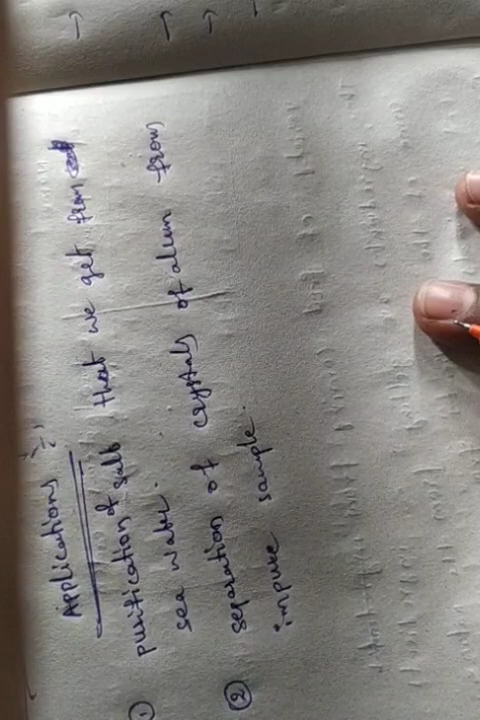 Applications :-
① purification of salt that we get from
sea water.
② separation of crystals of alum from
impure sample.